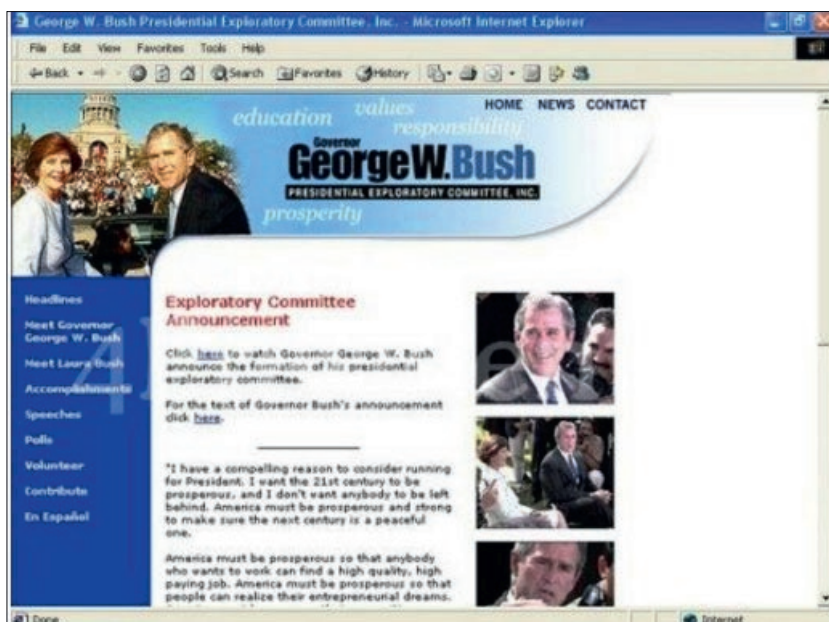 George W. Bush Presidential Exploratory Committee, Inc. - Microsoft Internet Explorer
File Edit View Favorites Tools Help
Back Search Favorites History
HOME NEWS CONTACT
education values
responsibility
Governor
George W. Bush
PRESIDENTIAL EXPLORATORY COMMITTEE, INC.
prosperity
Headlines
Meet Governor
George W. Bush
Meet Laura Bush
Accomplishments
Speeches
Polls
Volunteer
Contribute
En Español
Exploratory Committee
Announcement
Click here to watch Governor George W. Bush
announce the formation of his presidential
exploratory committee.
For the text of Governor Bush's announcement
click here.
"I have a compelling reason to consider running
for President. I want the 21st century to be
prosperous, and I don't want anybody to be left
behind. America must be prosperous and strong
to make sure the next century is a peaceful
one.
America must be prosperous so that anybody
who wants to work can find a high quality, high
paying job. America must be prosperous so that
people can realize their entrepreneurial dreams.
Done Internet